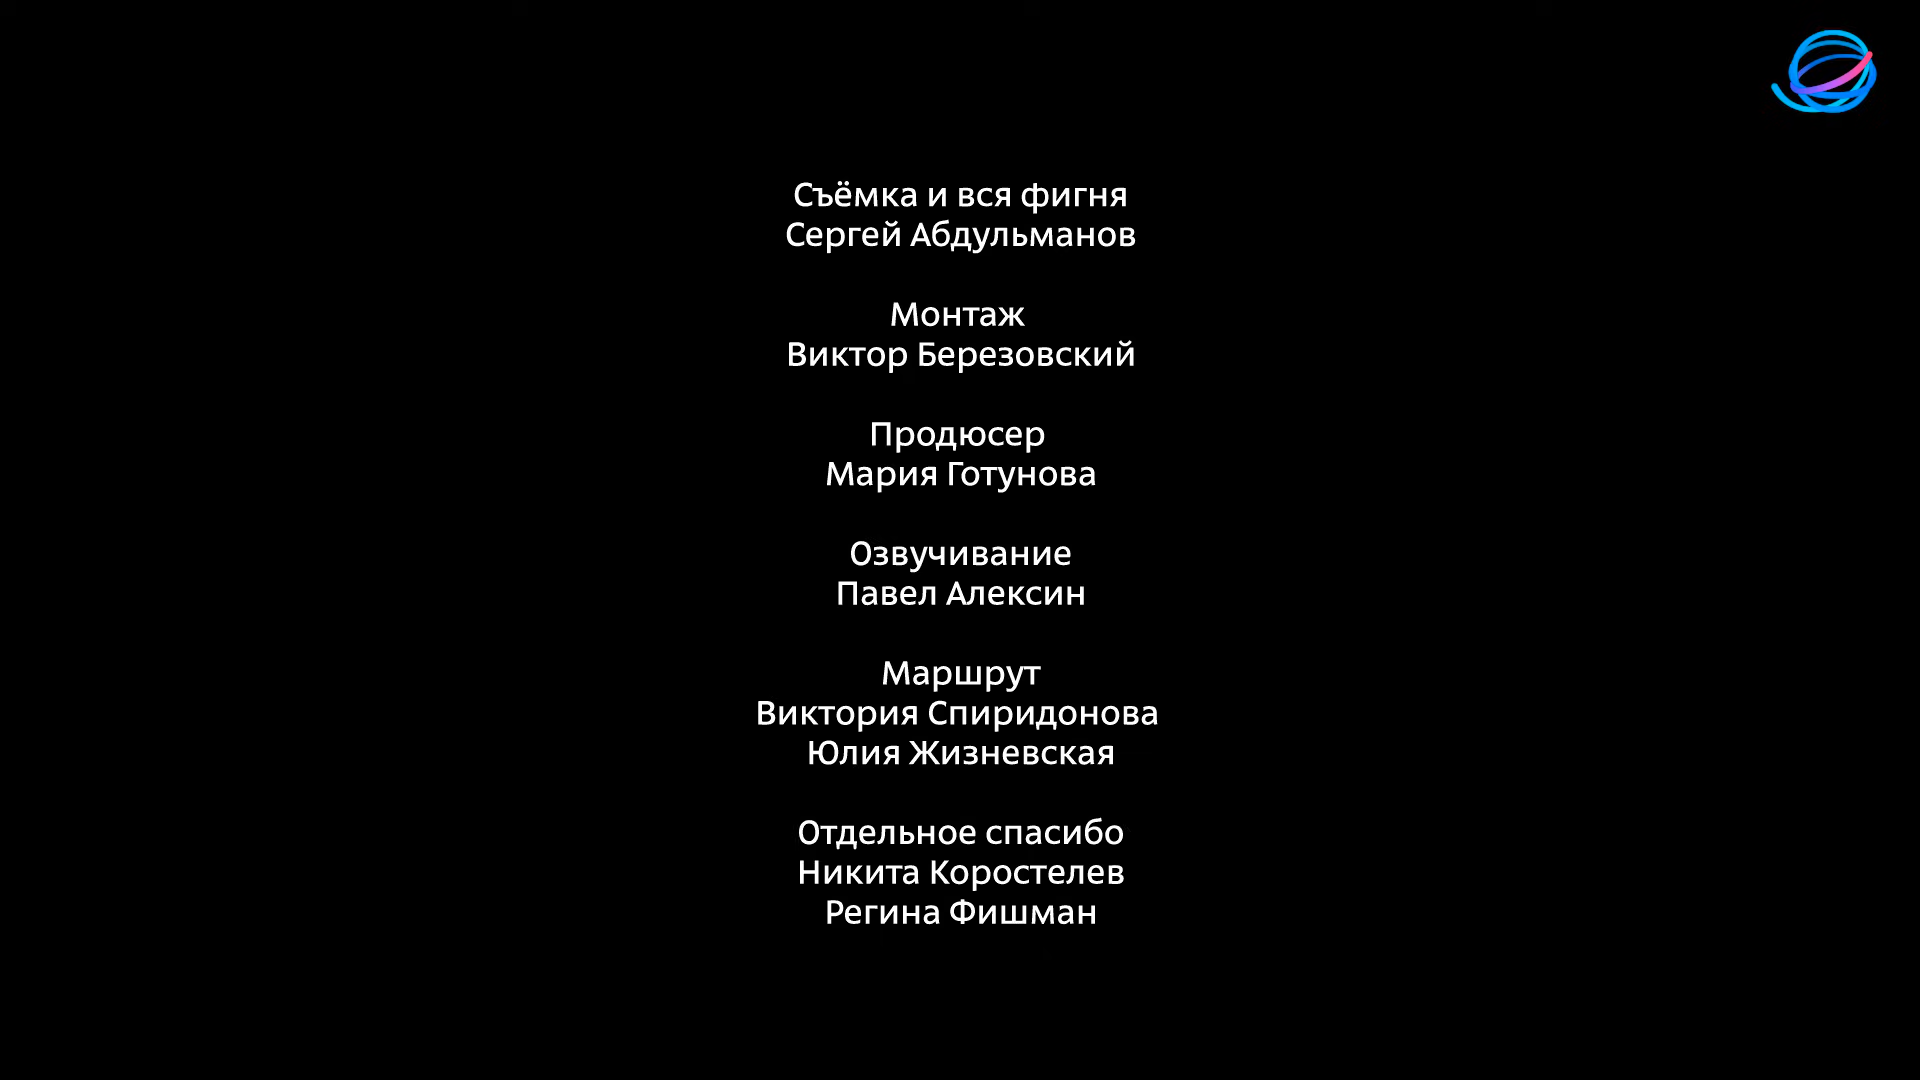 Съёмка и вся фигня
Сергей Абдульманов
Монтаж
Виктор Березовский
Продюсер
Мария Готунова
Озвучивание
Павел Алексин
Маршрут
Виктория Спиридонова
Юлия Жизневская
Отдельное спасибо
Никита Коростелев
Регина Фишман